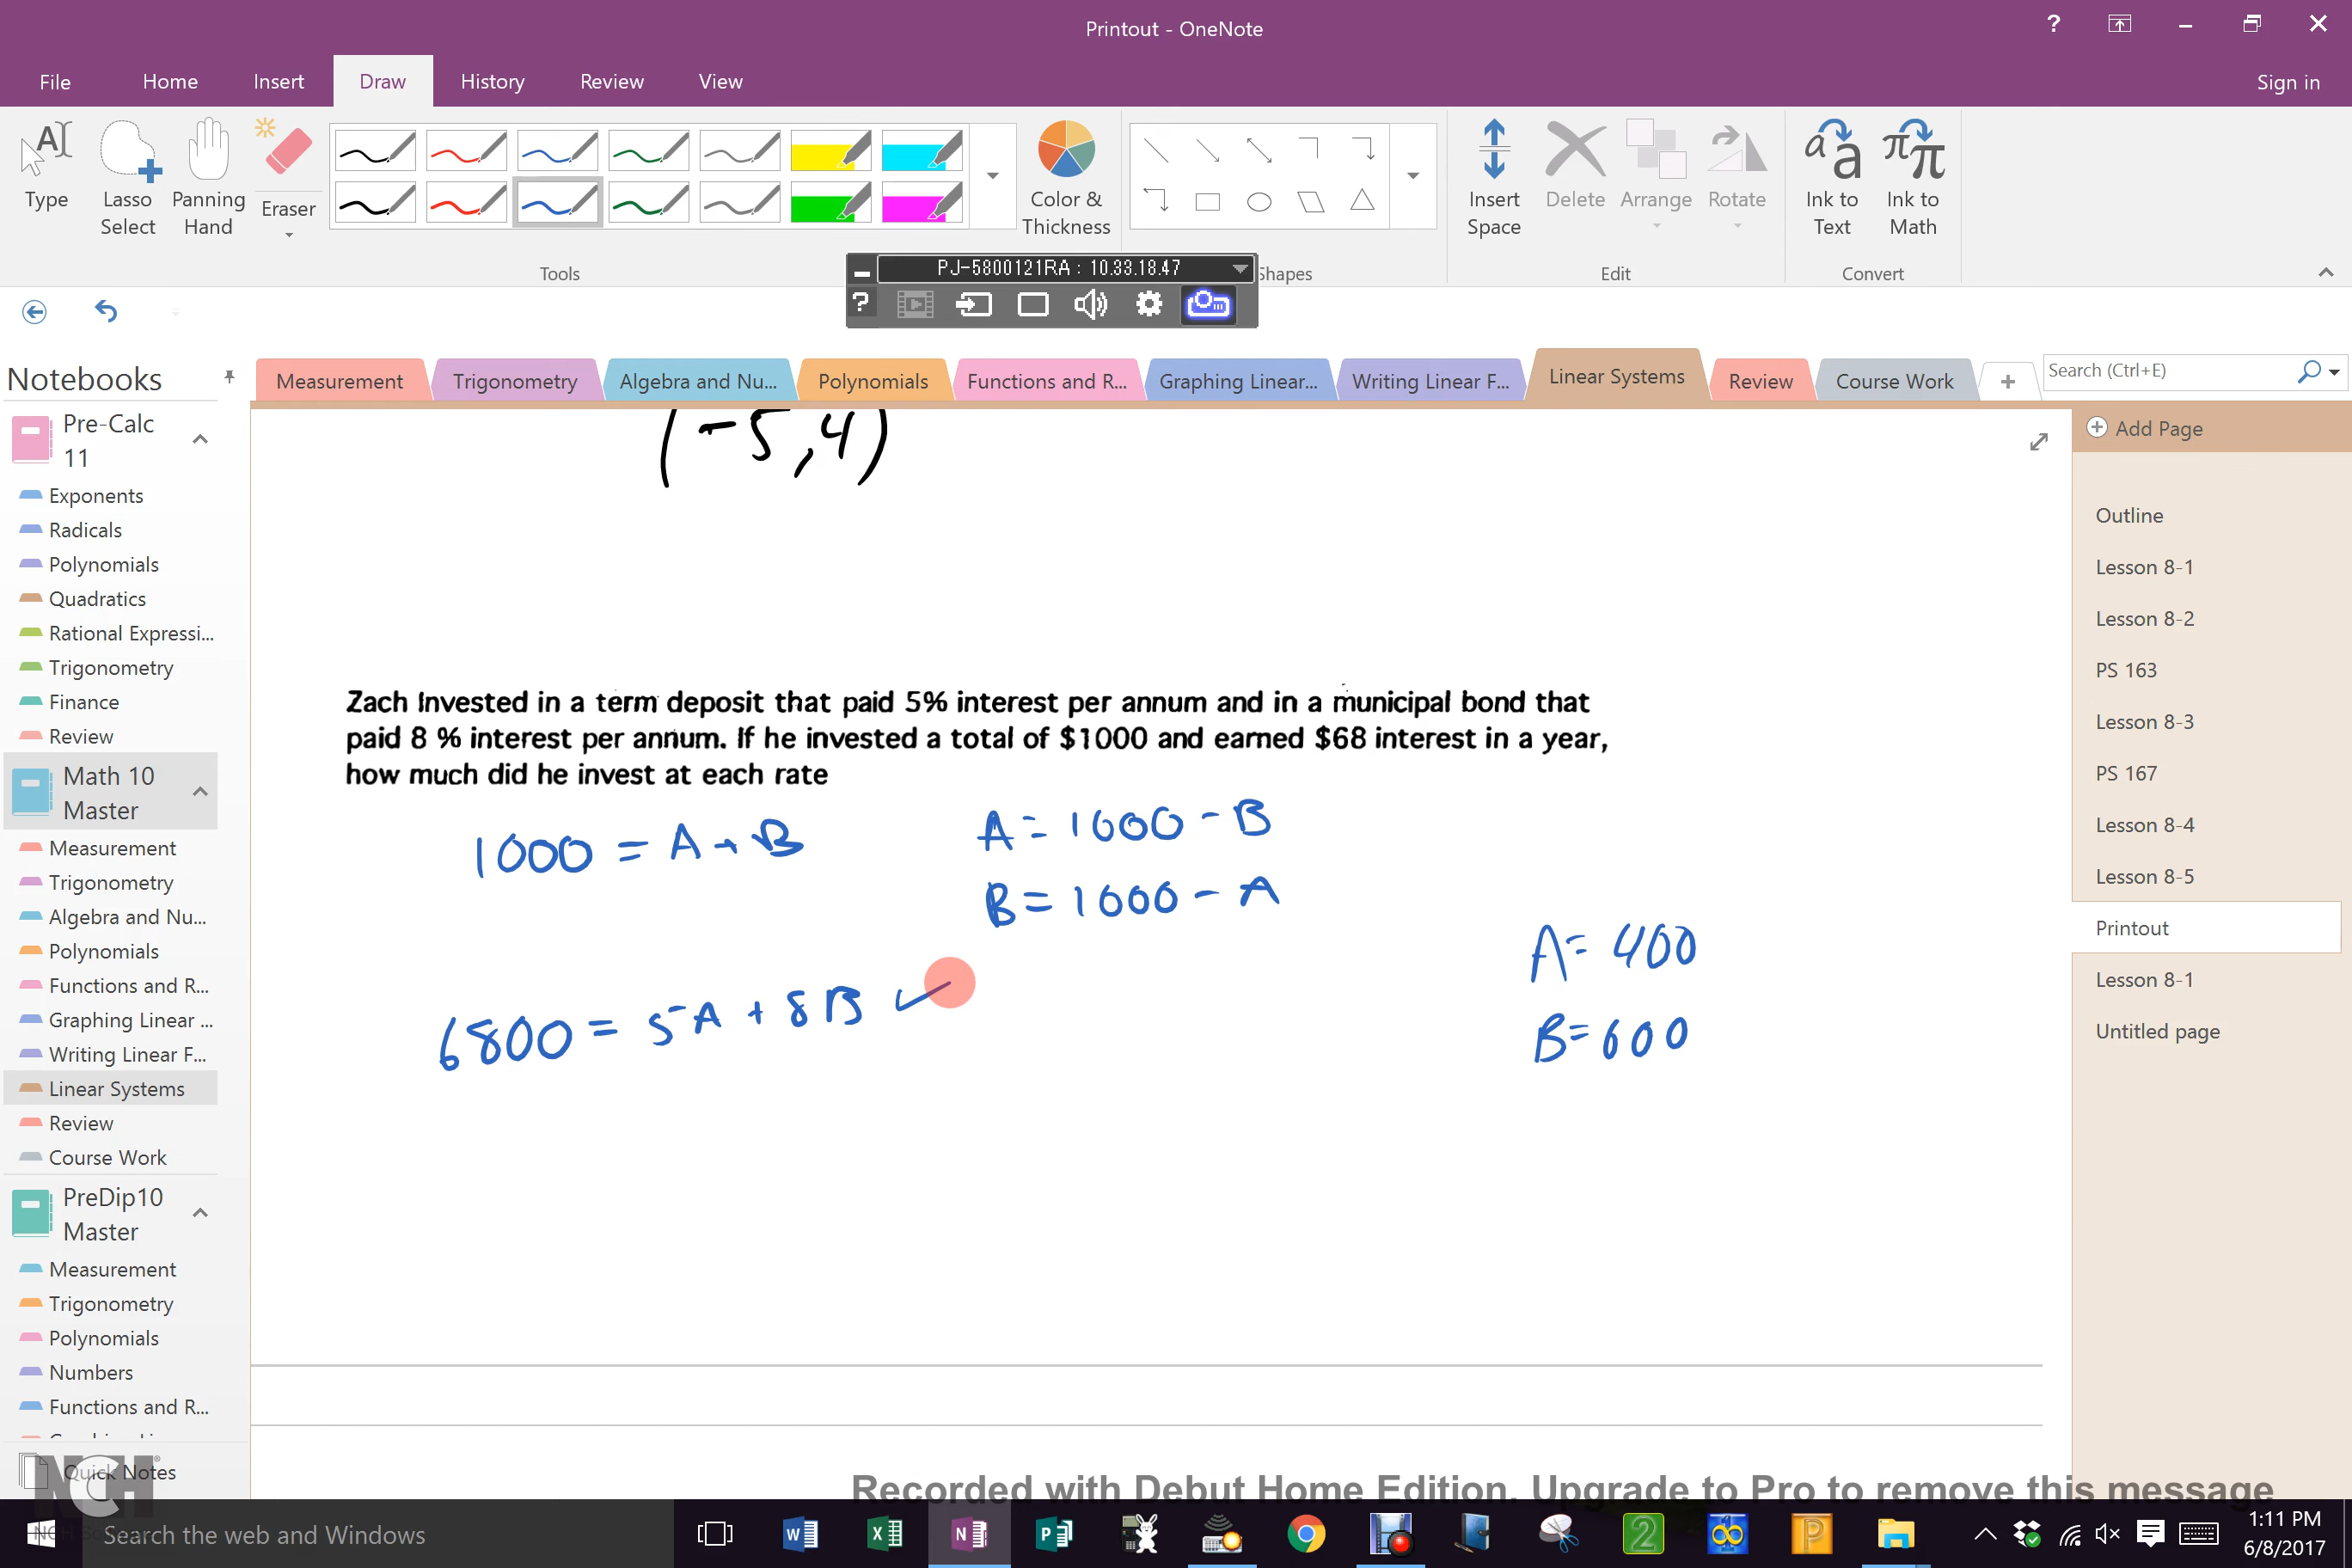 Printout - OneNote
File Home Insert Draw History Review View Sign in
Type
Lasso Select
Panning Hand
Eraser
Color & Thickness
Insert Space
Delete
Arrange
Rotate
Ink to Text
Ink to Math
Tools
Shapes
Edit
Convert
PJ-5800121RA : 10.33.18.47
Notebooks
Measurement Trigonometry Algebra and Nu... Polynomials Functions and R... Graphing Linear... Writing Linear F... Linear Systems Review Course Work +
Search (Ctrl+E)
Pre-Calc 11
Exponents
Radicals
Polynomials
Quadratics
Rational Expressi...
Trigonometry
Finance
Review
Math 10 Master
Measurement
Trigonometry
Algebra and Nu...
Polynomials
Functions and R...
Graphing Linear ...
Writing Linear F...
Linear Systems
Review
Course Work
PreDip10 Master
Measurement
Trigonometry
Polynomials
Numbers
Functions and R...
Quick Notes
(-5,4)
Zach Invested in a term deposit that paid 5% interest per annum and in a municipal bond that
paid 8 % interest per annum. If he invested a total of $1000 and earned $68 interest in a year,
how much did he invest at each rate
1000 = A + B
A = 1000 - B
B = 1000 - A
6800 = 5A + 8B ✓
A = 400
B = 600
Add Page
Outline
Lesson 8-1
Lesson 8-2
PS 163
Lesson 8-3
PS 167
Lesson 8-4
Lesson 8-5
Printout
Lesson 8-1
Untitled page
NCH
Recorded with Debut Home Edition. Upgrade to Pro to remove this message
Search the web and Windows
1:11 PM
6/8/2017